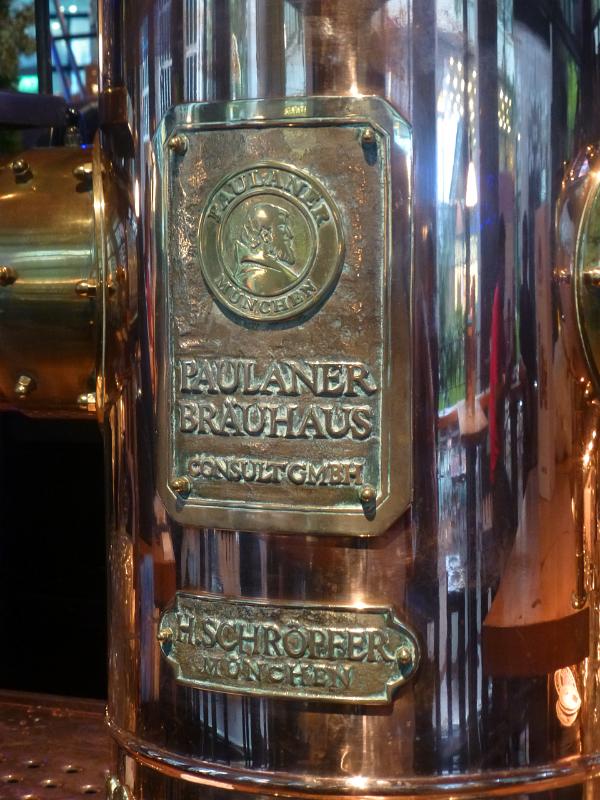 PAULANER
MÜNCHEN
PAULANER
BRÄUHAUS
CONSULT GMBH
H. SCHRÖPFER
MÜNCHEN